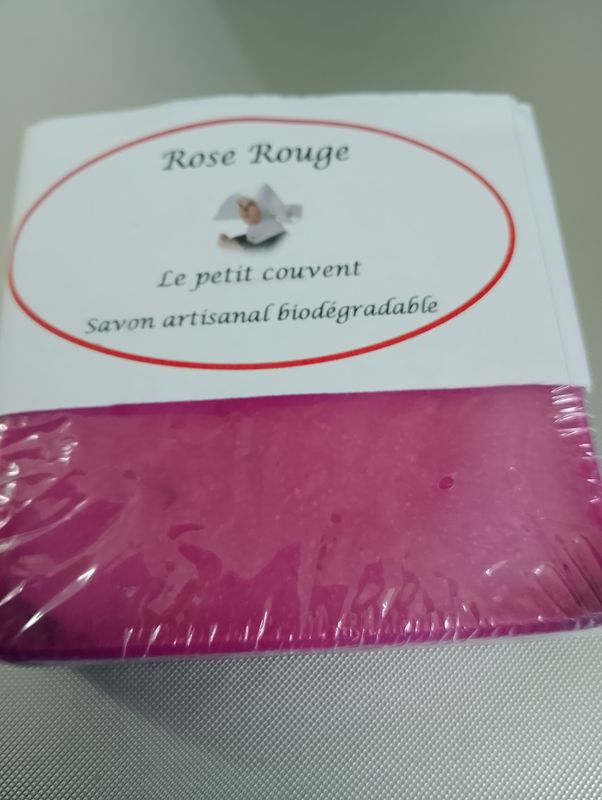 Rose Rouge
Le petit couvent
Savon artisanal biodégradable